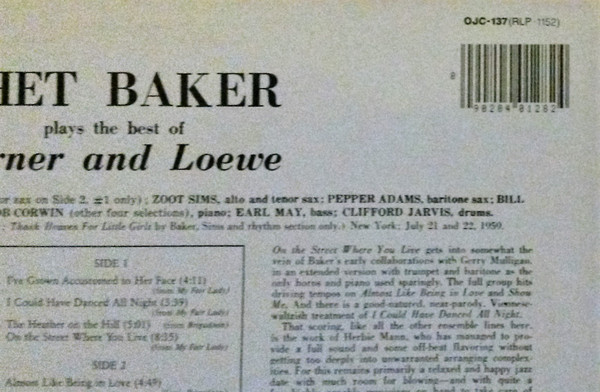 OJC-137(RLP 1152)
HET BAKER
plays the best of
rner and Loewe
or sax on Side 2, #1 only); ZOOT SIMS, alto and tenor sax; PEPPER ADAMS, baritone sax; BILL
OB CORWIN (other four selections), piano; EARL MAY, bass; CLIFFORD JARVIS, drums.
: Thank Heaven For Little Girls by Baker, Sims and rhythm section only.) New York; July 21 and 22, 1959.
SIDE 1
I've Grown Accustomed to Her Face (4:11)
(from My Fair Lady)
I Could Have Danced All Night (3:39)
(from My Fair Lady)
The Heather on the Hill (5:01) (from Brigadoon)
On the Street Where You Live (8:35)
(from My Fair Lady)
SIDE 2
Almost Like Being in Love (4:49)
On the Street Where You Live gets into somewhat the
vein of Baker's early collaborations with Gerry Mulligan,
in an extended version with trumpet and baritone as the
only horns and piano used sparingly. The full group hits
driving tempos on Almost Like Being in Love and Show
Me. And there is a good-natured, near-parody, Viennese-
waltzish treatment of I Could Have Danced All Night.
That scoring, like all the other ensemble lines here,
is the work of Herbie Mann, who has managed to pro-
vide a full sound and some off-beat flavoring without
getting too deeply into unwarranted arranging complex-
ities. For this remains primarily a relaxed and happy jazz
date with much room for blowing—and with quite a